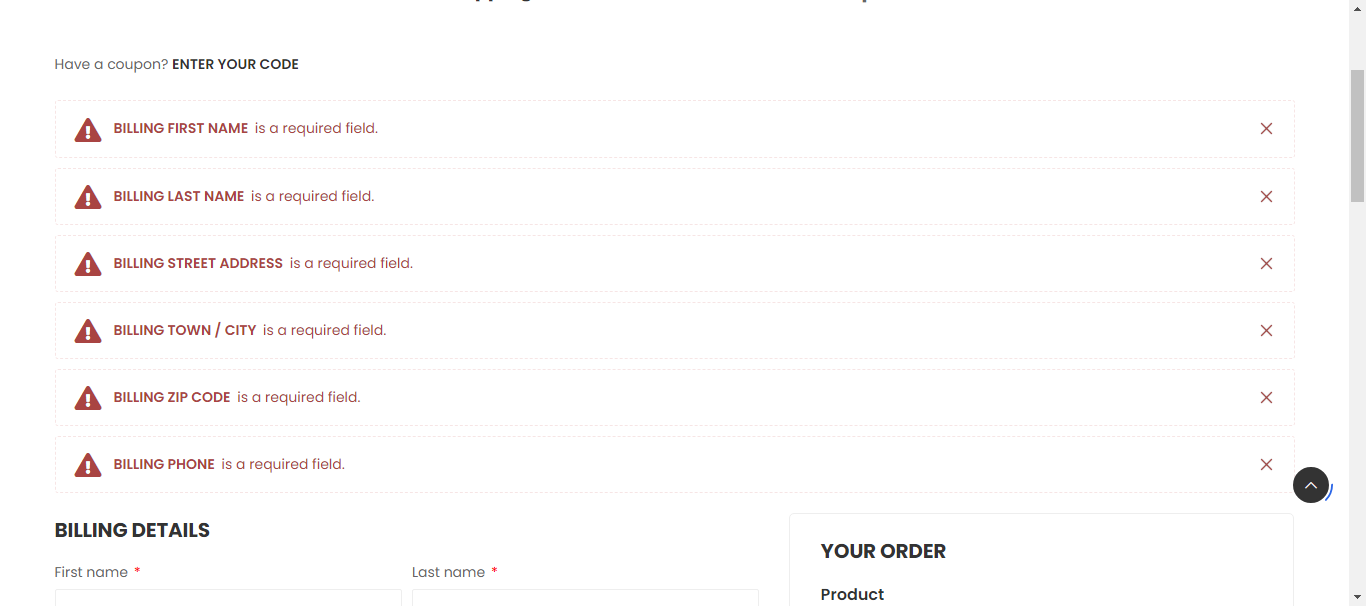 Have a coupon? ENTER YOUR CODE
BILLING FIRST NAME is a required field.
BILLING LAST NAME is a required field.
BILLING STREET ADDRESS is a required field.
BILLING TOWN / CITY is a required field.
BILLING ZIP CODE is a required field.
BILLING PHONE is a required field.
BILLING DETAILS
YOUR ORDER
First name *
Last name *
Product